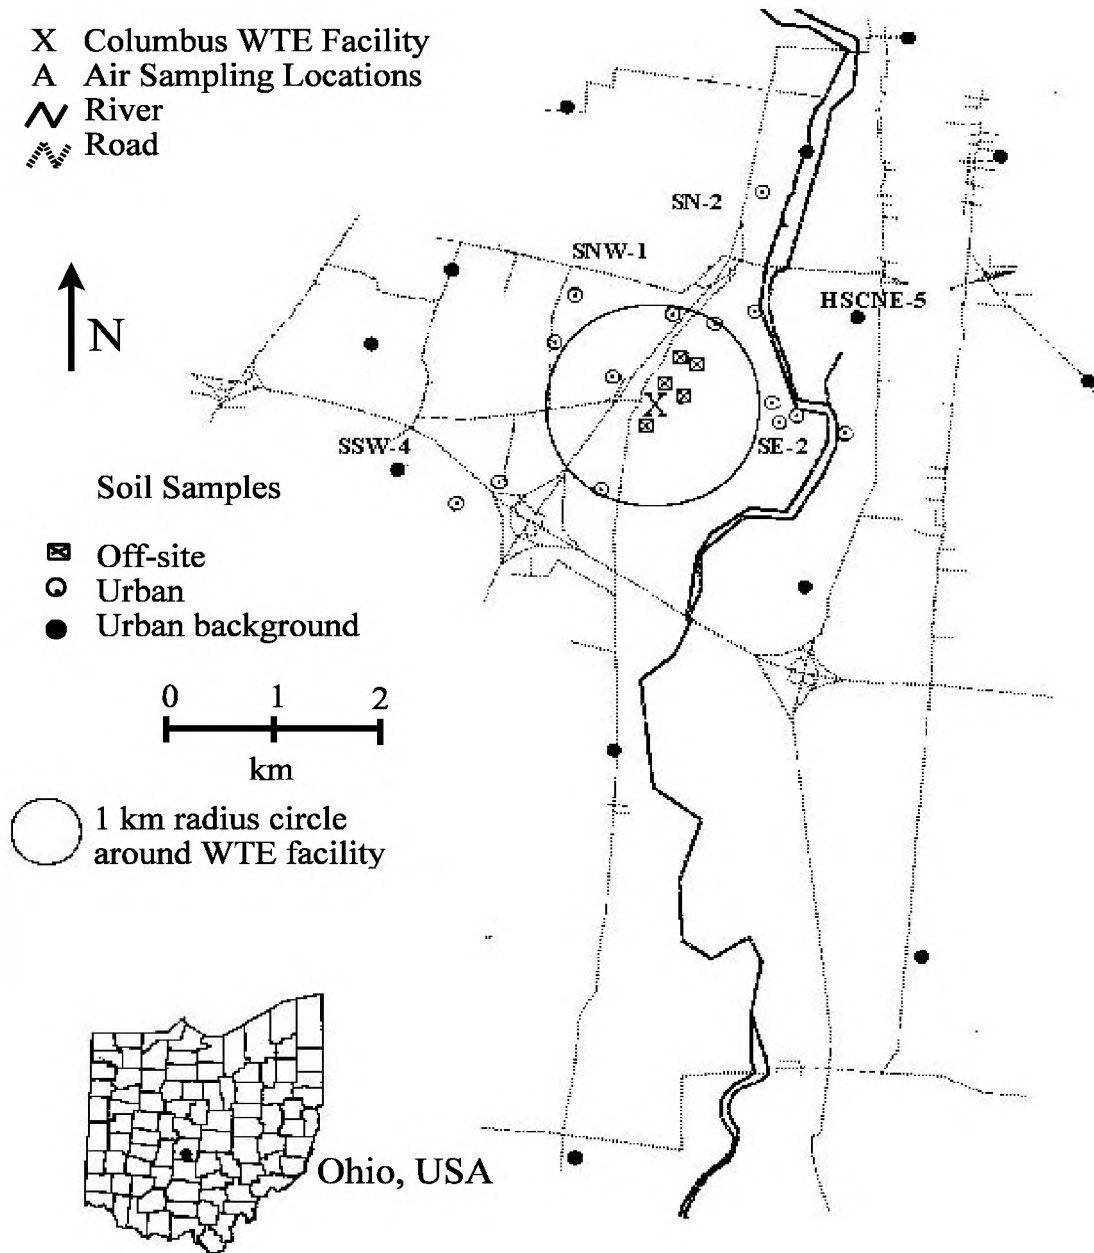 X Columbus WTE Facility
A Air Sampling Locations
River
Road
N
SN-2
SNW-1
HSCNE-5
X
SSW-4
SE-2
Soil Samples
Off-site
Urban
Urban background
0 1 2
km
1 km radius circle
around WTE facility
Ohio, USA